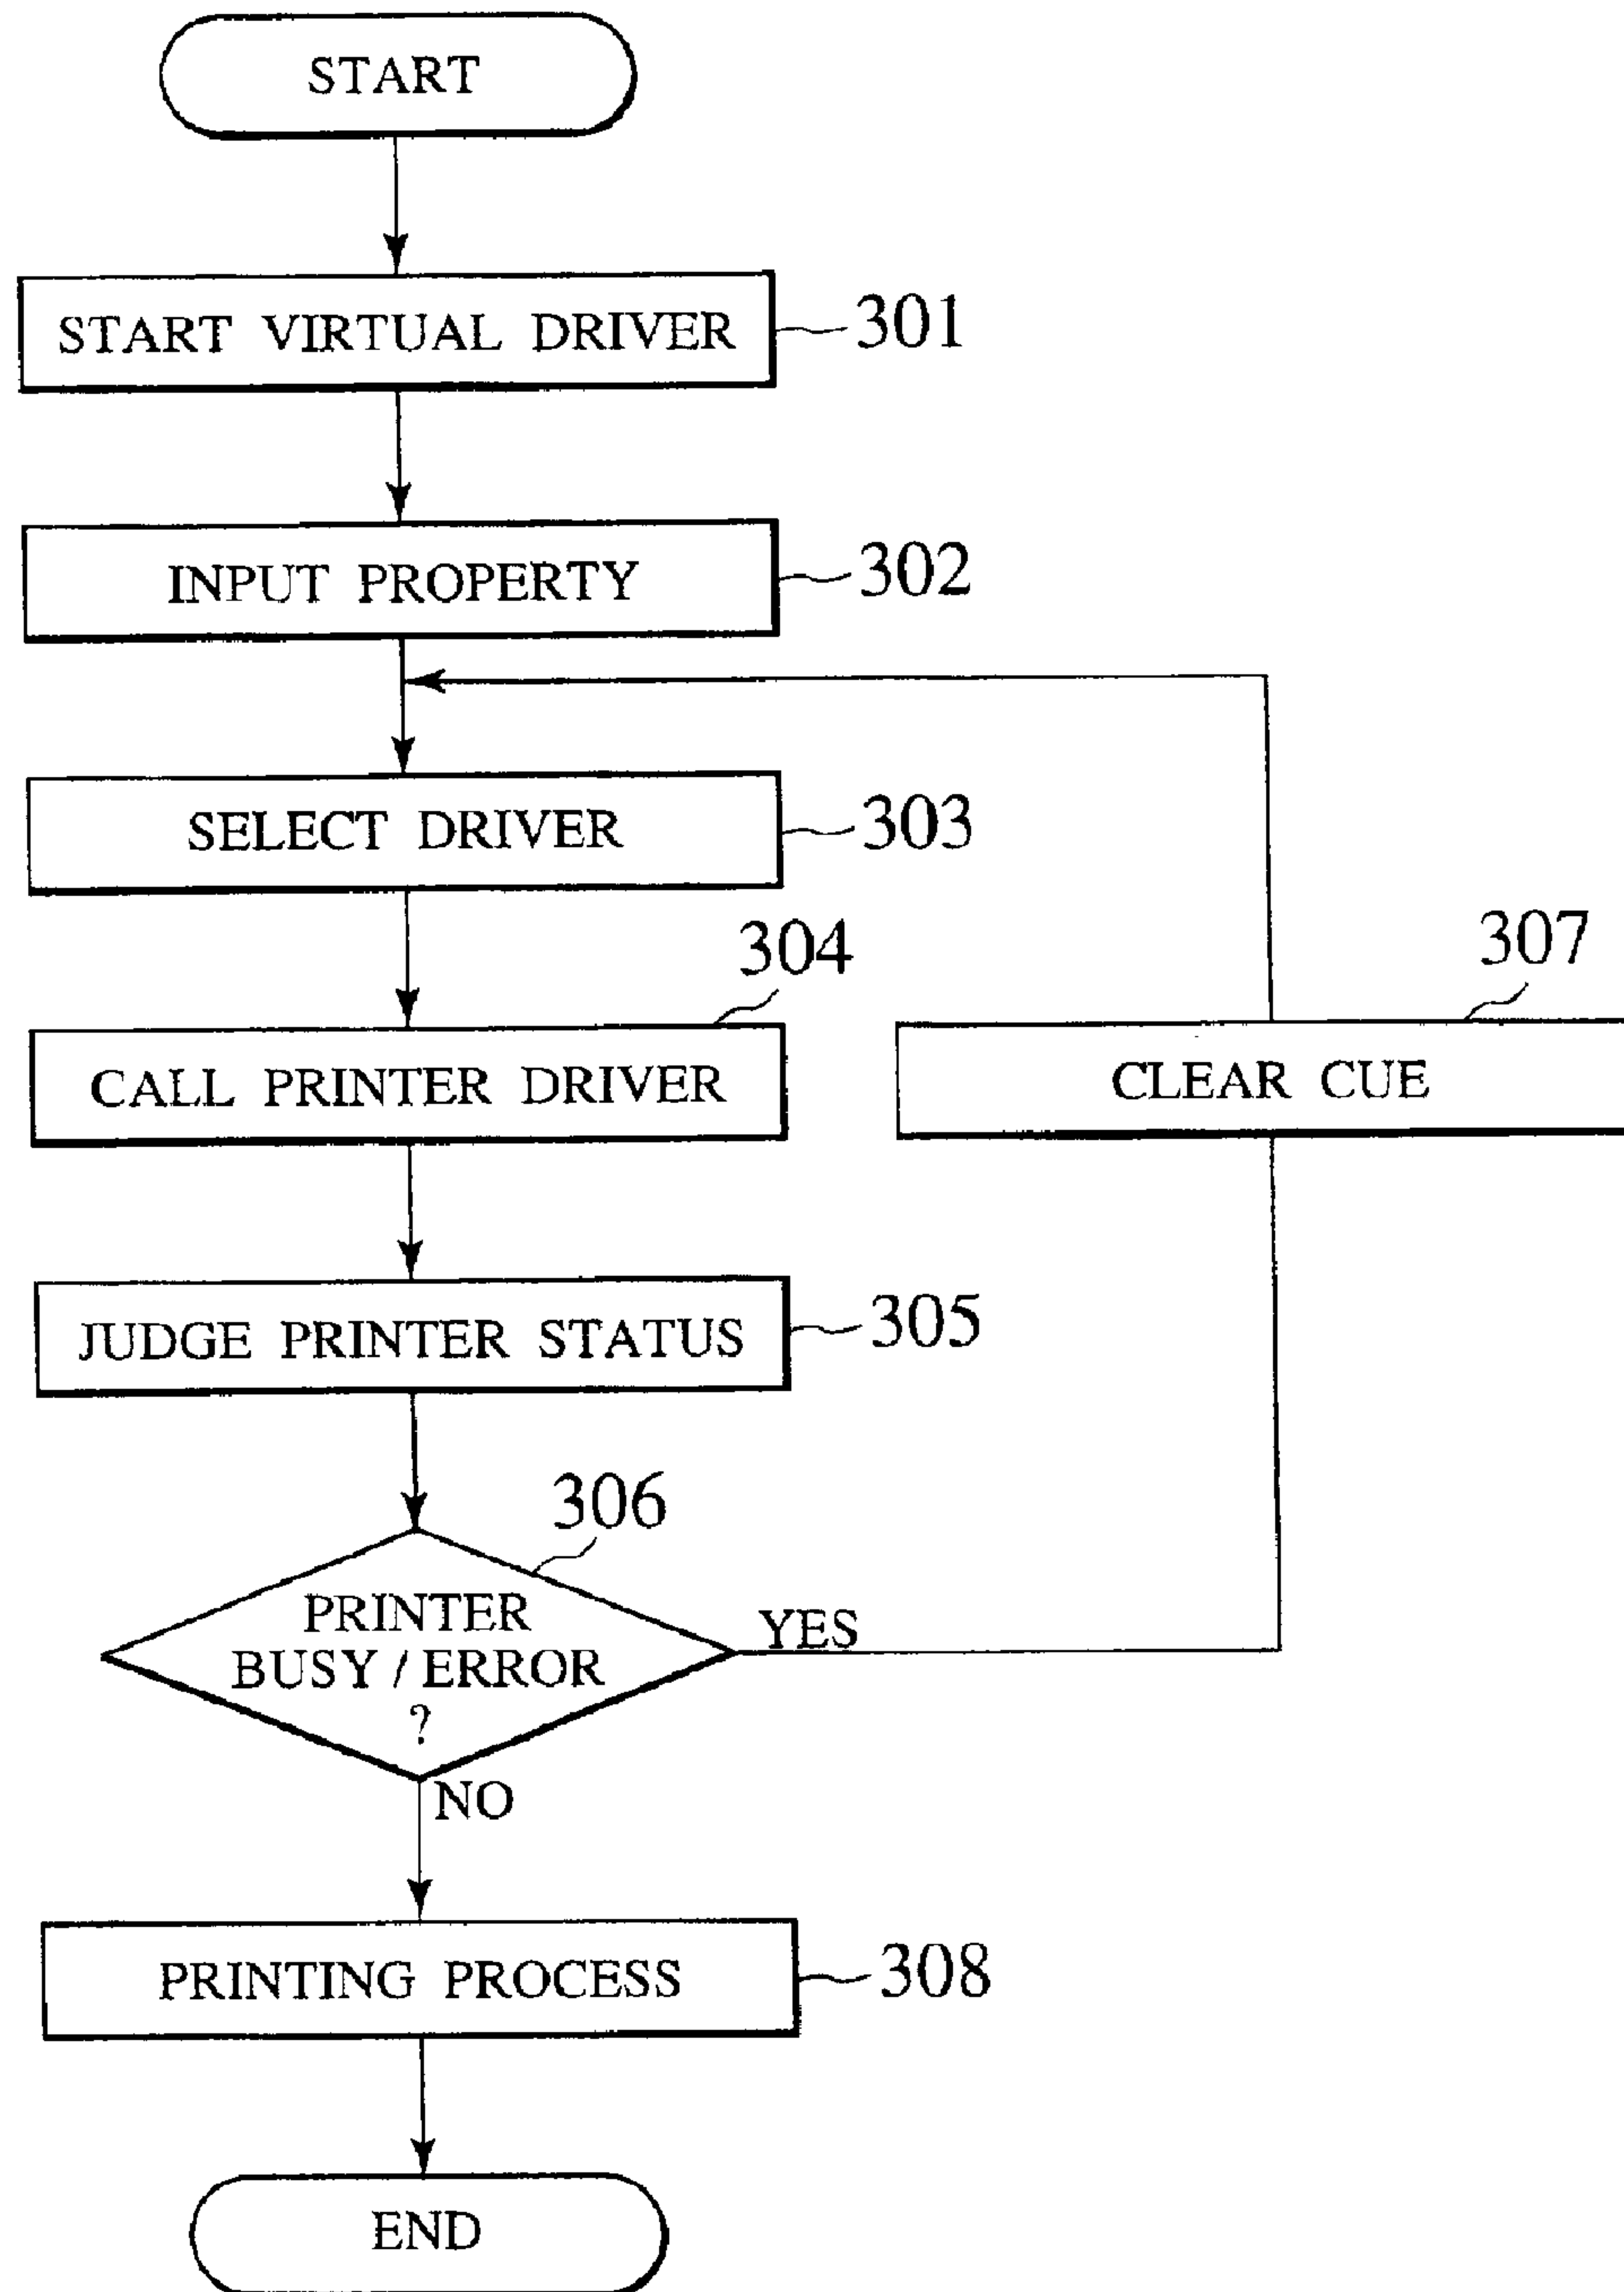 START
START VIRTUAL DRIVER
301
INPUT PROPERTY
302
SELECT DRIVER
303
304
CALL PRINTER DRIVER
307
CLEAR CUE
JUDGE PRINTER STATUS
305
306
PRINTER
BUSY / ERROR
?
YES
NO
PRINTING PROCESS
308
END